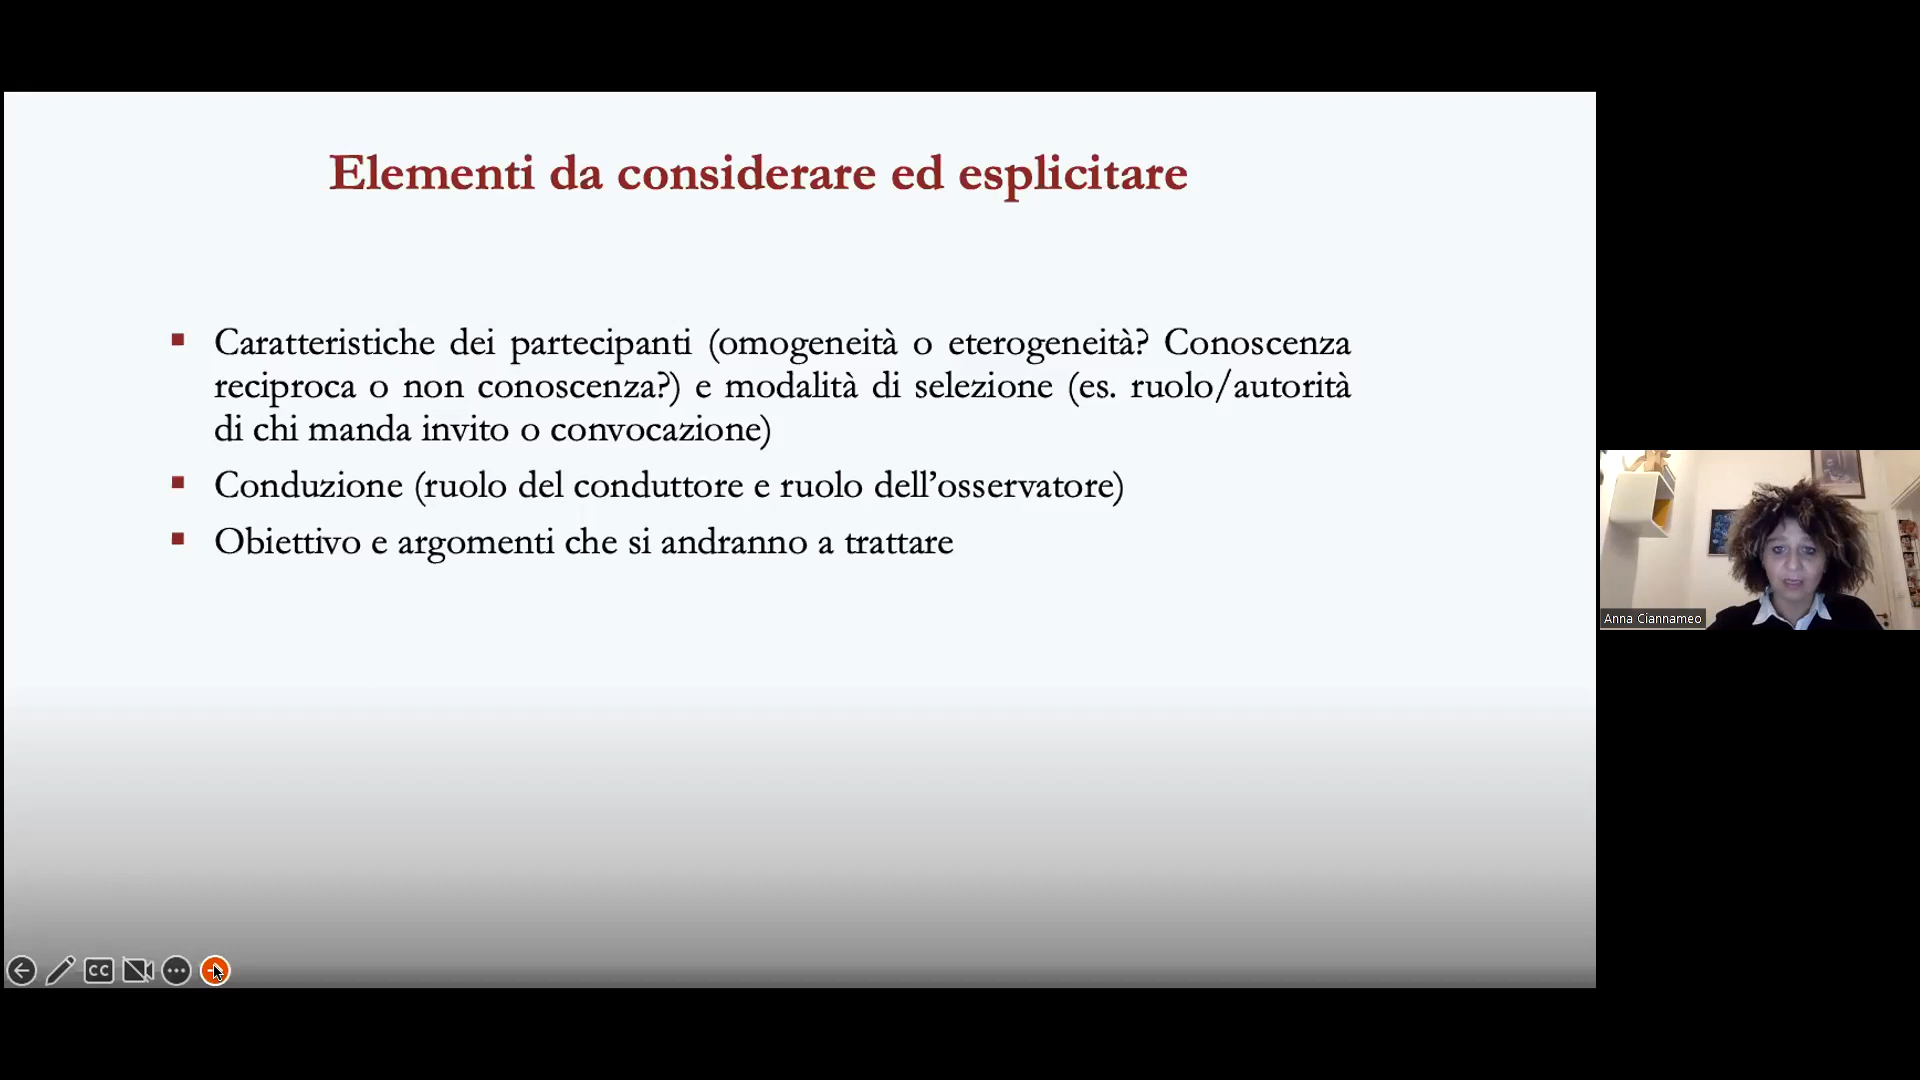 Elementi da considerare ed esplicitare
Caratteristiche dei partecipanti (omogeneità o eterogeneità? Conoscenza
reciproca o non conoscenza?) e modalità di selezione (es. ruolo/autorità
di chi manda invito o convocazione)
Conduzione (ruolo del conduttore e ruolo dell’osservatore)
Obiettivo e argomenti che si andranno a trattare
Anna Ciannameo
CC